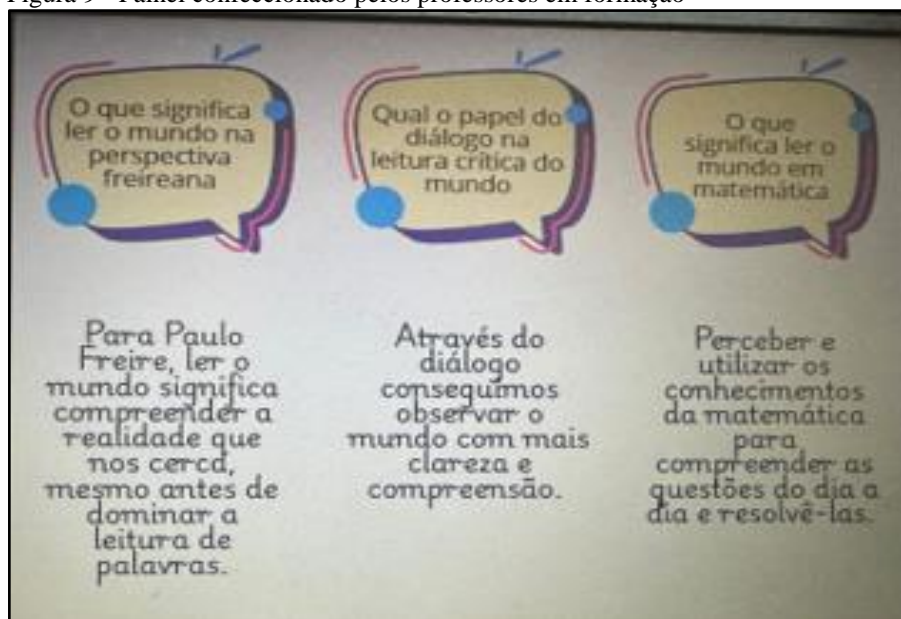 Figura 9 - Painel confeccionado pelos professores em formação
O que significa
ler o mundo na
perspectiva
freireana
Qual o papel do
diálogo na
leitura crítica do
mundo
O que
significa ler o
mundo em
matemática
Para Paulo
Freire, ler o
mundo significa
compreender a
realidade que
nos cerca,
mesmo antes de
dominar a
leitura de
palavras.
Através do
diálogo
conseguimos
observar o
mundo com mais
clareza e
compreensão.
Perceber e
utilizar os
conhecimentos
da matemática
para
compreender as
questões do dia a
dia e resolvê-las.